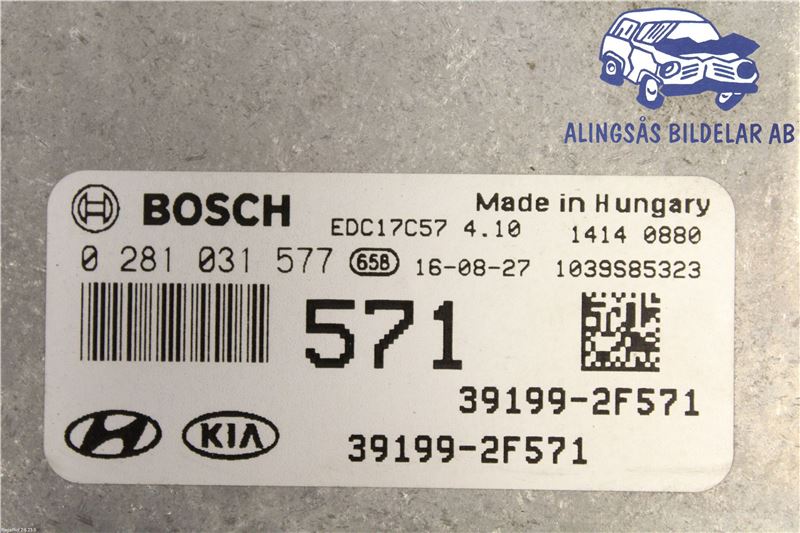 ALINGSÅS BILDELAR AB
BOSCH
Made in Hungary
EDC17C57 4.10 1414 0880
0 281 031 577 658 16-08-27 1039S85323
571
39199-2F571
KIA 39199-2F571